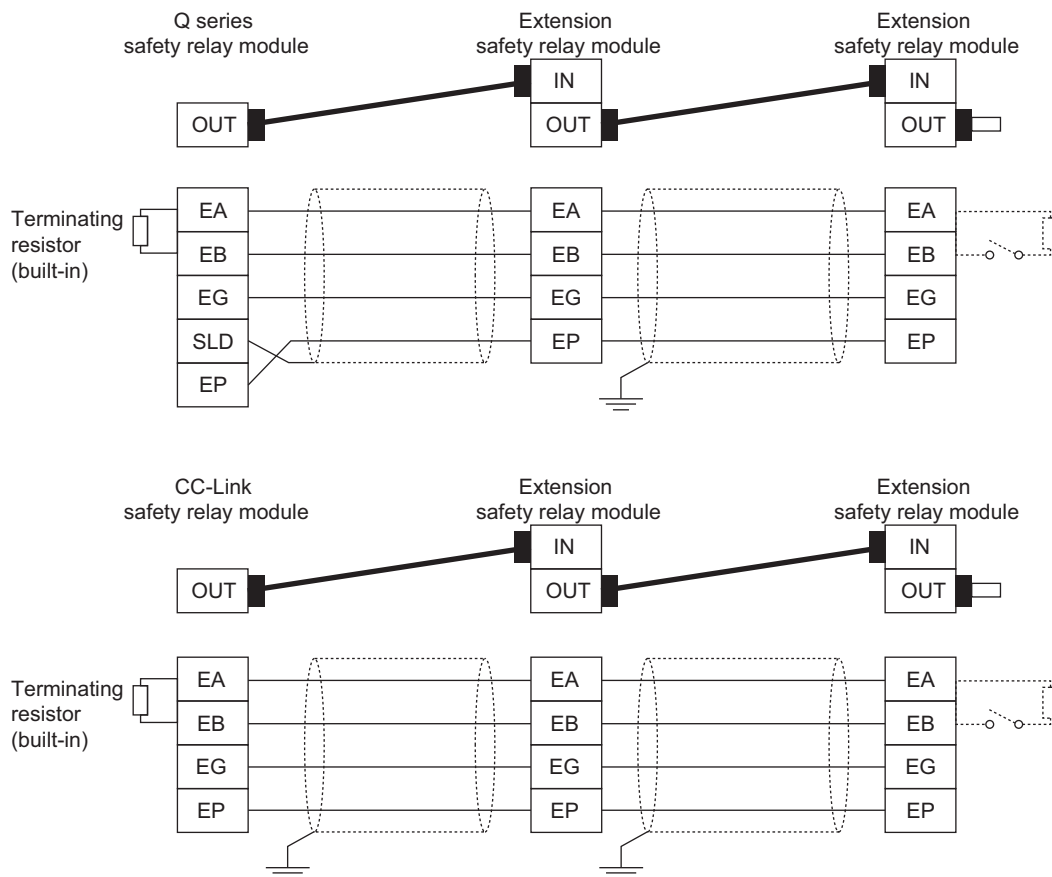 Q series
safety relay module
Extension
safety relay module
Extension
safety relay module
IN
IN
OUT
OUT
OUT
Terminating
resistor
(built-in)
EA
EB
EG
SLD
EP
EA
EB
EG
EP
EA
EB
EG
EP
CC-Link
safety relay module
Extension
safety relay module
Extension
safety relay module
IN
IN
OUT
OUT
OUT
Terminating
resistor
(built-in)
EA
EB
EG
EP
EA
EB
EG
EP
EA
EB
EG
EP